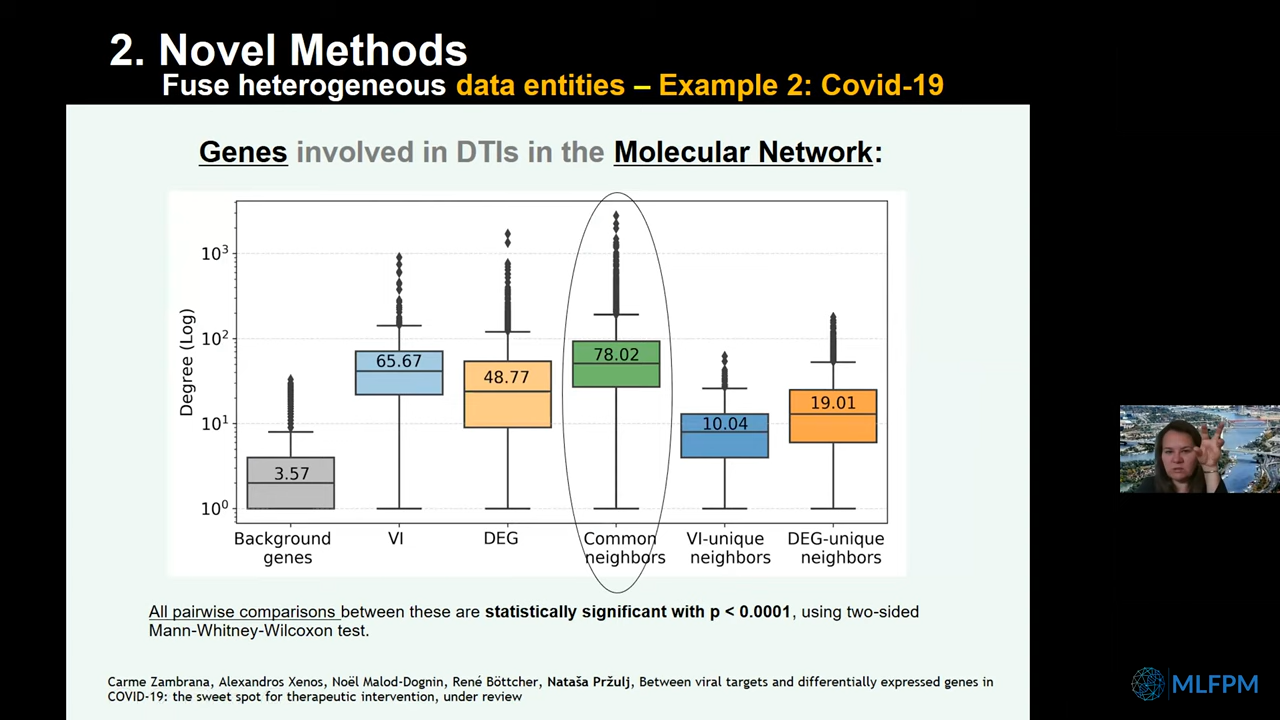 2. Novel Methods
Fuse heterogeneous data entities – Example 2: Covid-19
Genes involved in DTIs in the Molecular Network:
Degree (Log)
10³
10²
10¹
10⁰
3.57
65.67
48.77
78.02
10.04
19.01
Background genes
VI
DEG
Common neighbors
VI-unique neighbors
DEG-unique neighbors
All pairwise comparisons between these are statistically significant with p < 0.0001, using two-sided
Mann-Whitney-Wilcoxon test.
Carme Zambrana, Alexandros Xenos, Noël Malod-Dognin, René Böttcher, Nataša Pržulj, Between viral targets and differentially expressed genes in
COVID-19: the sweet spot for therapeutic intervention, under review
MLFPM